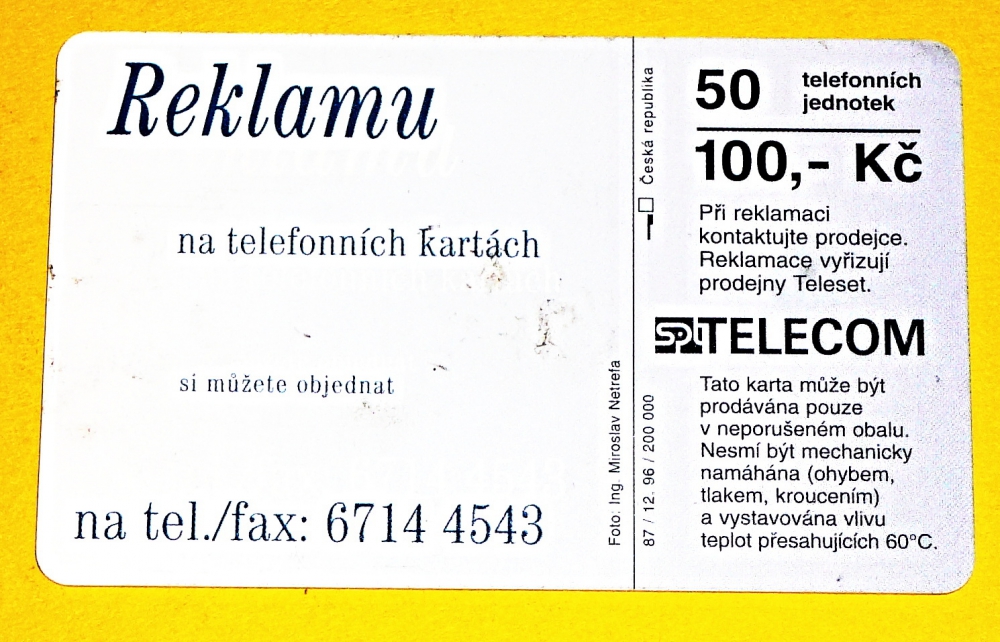 Reklamu
na telefonních kartách
si můžete objednat
na tel./fax: 6714 4543
Foto: Ing. Miroslav Netrefa
87 / 12. 96 / 200 000
Česká republika
50 telefonních
jednotek
100,- Kč
Při reklamaci
kontaktujte prodejce.
Reklamace vyřizují
prodejny Teleset.
SPT TELECOM
Tato karta může být
prodávána pouze
v neporušeném obalu.
Nesmí být mechanicky
namáhána (ohybem,
tlakem, kroucením)
a vystavována vlivu
teplot přesahujících 60°C.